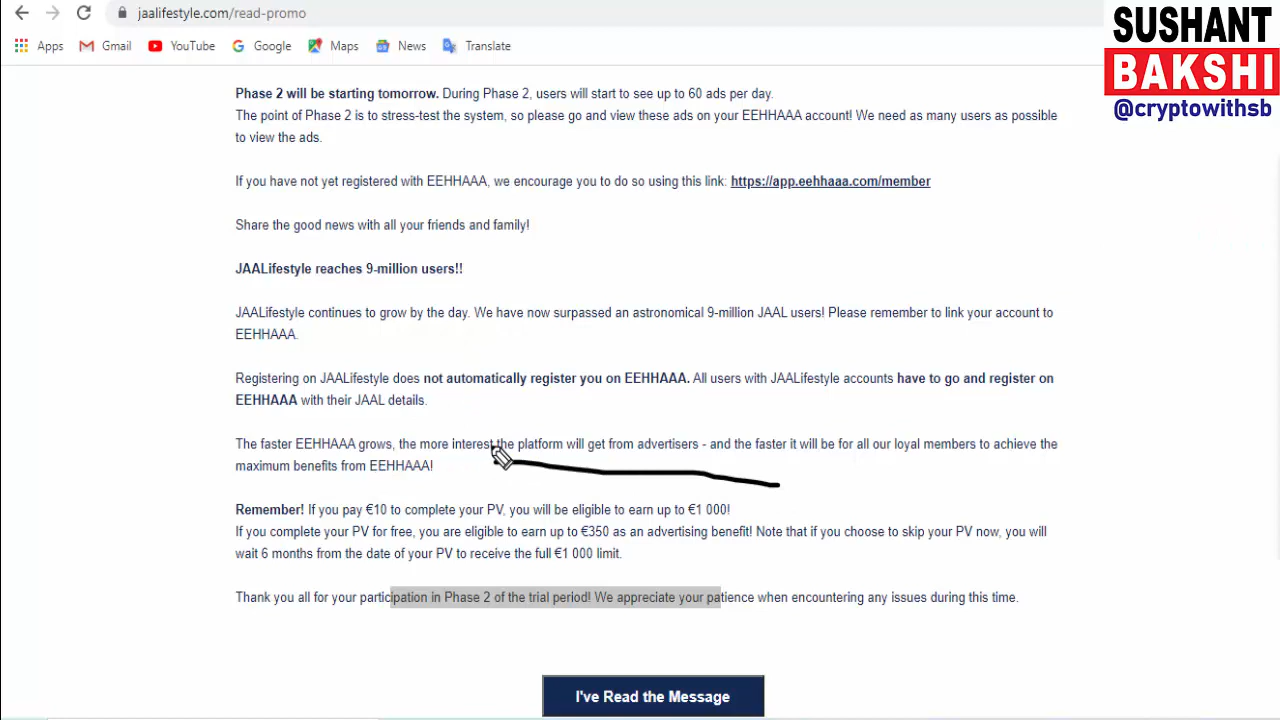 jaalifestyle.com/read-promo
SUSHANT
BAKSHI
@cryptowithsb
Apps Gmail YouTube Google Maps News Translate
Phase 2 will be starting tomorrow. During Phase 2, users will start to see up to 60 ads per day.
The point of Phase 2 is to stress-test the system, so please go and view these ads on your EEHHAAA account! We need as many users as possible
to view the ads.
If you have not yet registered with EEHHAAA, we encourage you to do so using this link: https://app.eehhaaa.com/member
Share the good news with all your friends and family!
JAALifestyle reaches 9-million users!!
JAALifestyle continues to grow by the day. We have now surpassed an astronomical 9-million JAAL users! Please remember to link your account to
EEHHAAA.
Registering on JAALifestyle does not automatically register you on EEHHAAA. All users with JAALifestyle accounts have to go and register on
EEHHAAA with their JAAL details.
The faster EEHHAAA grows, the more interest the platform will get from advertisers - and the faster it will be for all our loyal members to achieve the
maximum benefits from EEHHAAA!
Remember! If you pay €10 to complete your PV, you will be eligible to earn up to €1 000!
If you complete your PV for free, you are eligible to earn up to €350 as an advertising benefit! Note that if you choose to skip your PV now, you will
wait 6 months from the date of your PV to receive the full €1 000 limit.
Thank you all for your participation in Phase 2 of the trial period! We appreciate your patience when encountering any issues during this time.
I've Read the Message